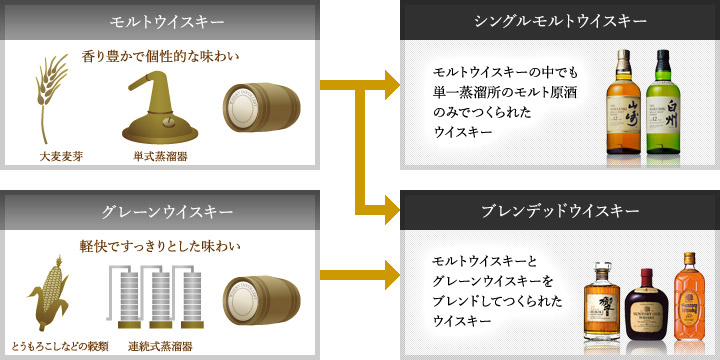 モルトウイスキー
香り豊かで個性的な味わい
大麦麦芽
単式蒸溜器
シングルモルトウイスキー
モルトウイスキーの中でも
単一蒸溜所のモルト原酒
のみでつくられた
ウイスキー
山崎
12
白州
12
グレーンウイスキー
軽快ですっきりとした味わい
とうもろこしなどの穀類
連続式蒸溜器
ブレンデッドウイスキー
モルトウイスキーと
グレーンウイスキーを
ブレンドしてつくられた
ウイスキー
響
HIBIKI